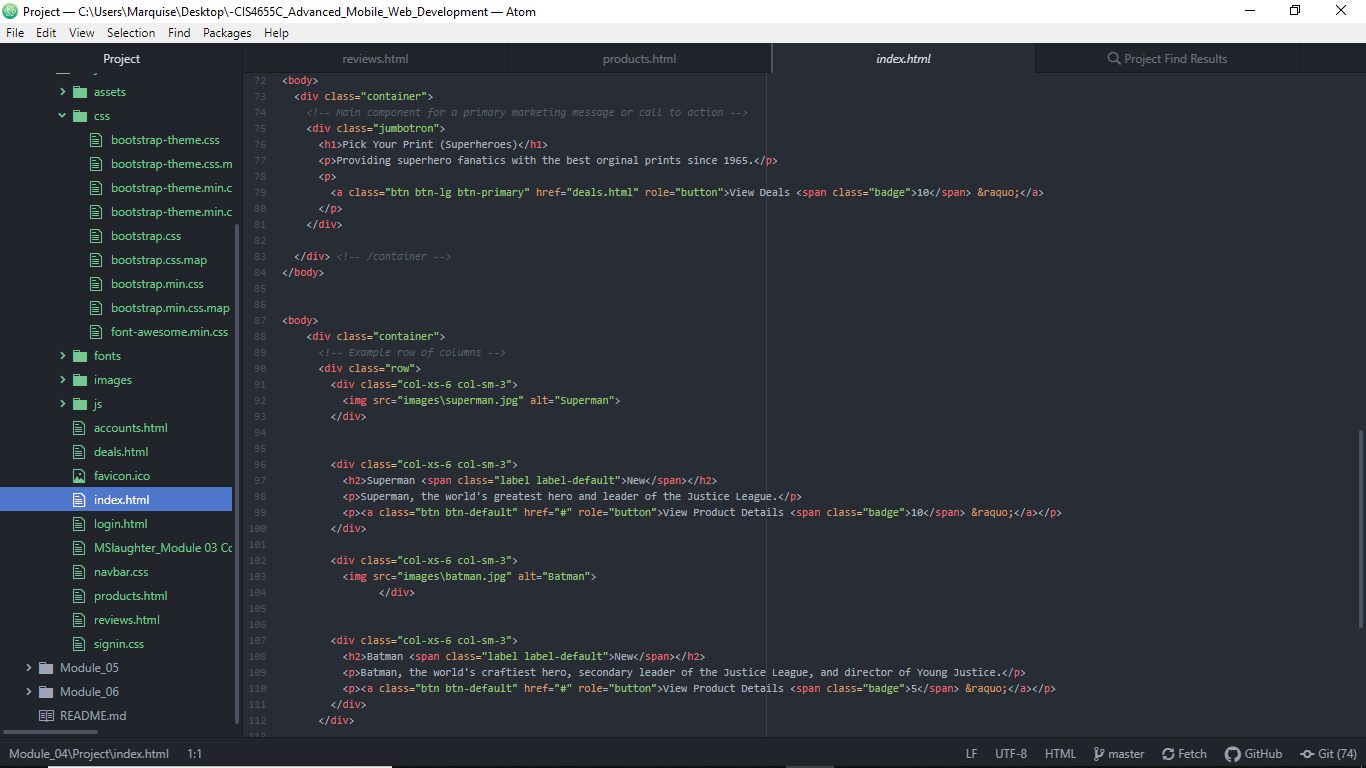 Project — C:\Users\Marquise\Desktop\-CIS4655C_Advanced_Mobile_Web_Development — Atom
File Edit View Selection Find Packages Help
Project
reviews.html
products.html
index.html
Project Find Results
assets
css
bootstrap-theme.css
bootstrap-theme.css.m
bootstrap-theme.min.c
bootstrap-theme.min.c
bootstrap.css
bootstrap.css.map
bootstrap.min.css
bootstrap.min.css.map
font-awesome.min.css
fonts
images
js
accounts.html
deals.html
favicon.ico
index.html
login.html
MSlaughter_Module 03 Co
navbar.css
products.html
reviews.html
signin.css
Module_05
Module_06
README.md
72 <body>
73 <div class="container">
74 <!-- Main component for a primary marketing message or call to action -->
75 <div class="jumbotron">
76 <h1>Pick Your Print (Superheroes)</h1>
77 <p>Providing superhero fanatics with the best orginal prints since 1965.</p>
78 <p>
79 <a class="btn btn-lg btn-primary" href="deals.html" role="button">View Deals <span class="badge">10</span> &raquo;</a>
80 </p>
81 </div>
82
83 </div> <!-- /container -->
84 </body>
85
86
87 <body>
88 <div class="container">
89 <!-- Example row of columns -->
90 <div class="row">
91 <div class="col-xs-6 col-sm-3">
92 <img src="images\superman.jpg" alt="Superman">
93 </div>
94
95
96 <div class="col-xs-6 col-sm-3">
97 <h2>Superman <span class="label label-default">New</span></h2>
98 <p>Superman, the world's greatest hero and leader of the Justice League.</p>
99 <p><a class="btn btn-default" href="#" role="button">View Product Details <span class="badge">10</span> &raquo;</a></p>
100 </div>
101
102 <div class="col-xs-6 col-sm-3">
103 <img src="images\batman.jpg" alt="Batman">
104 </div>
105
106
107 <div class="col-xs-6 col-sm-3">
108 <h2>Batman <span class="label label-default">New</span></h2>
109 <p>Batman, the world's craftiest hero, secondary leader of the Justice League, and director of Young Justice.</p>
110 <p><a class="btn btn-default" href="#" role="button">View Product Details <span class="badge">5</span> &raquo;</a></p>
111 </div>
112 </div>
113
Module_04\Project\index.html 1:1
LF UTF-8 HTML master Fetch GitHub Git (74)